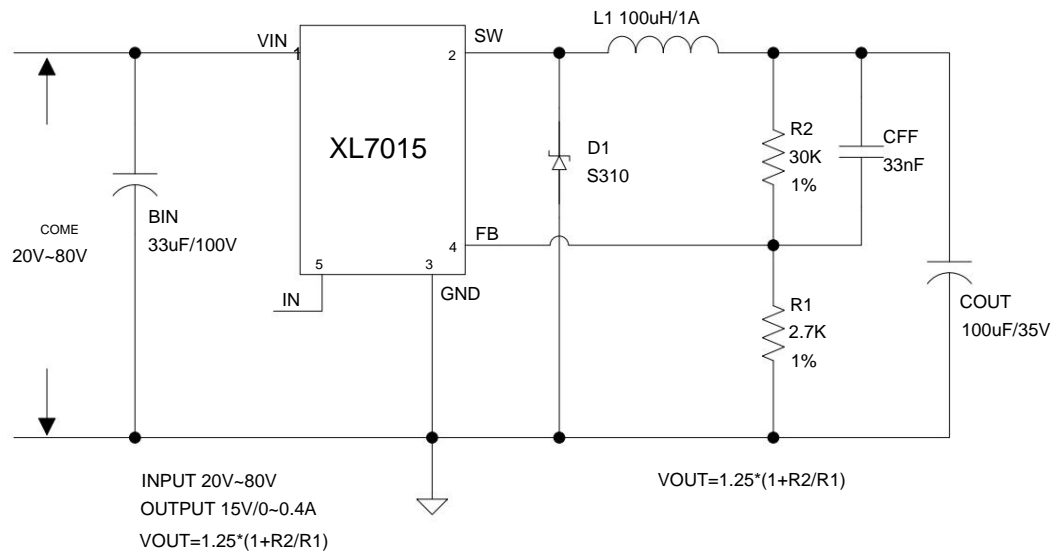 L1 100uH/1A
VIN
SW
1
2
XL7015
R2
30K
1%
CFF
33nF
D1
S310
BIN
33uF/100V
COME
20V~80V
FB
4
5
3
IN
GND
R1
2.7K
1%
COUT
100uF/35V
INPUT 20V~80V
OUTPUT 15V/0~0.4A
VOUT=1.25*(1+R2/R1)
VOUT=1.25*(1+R2/R1)